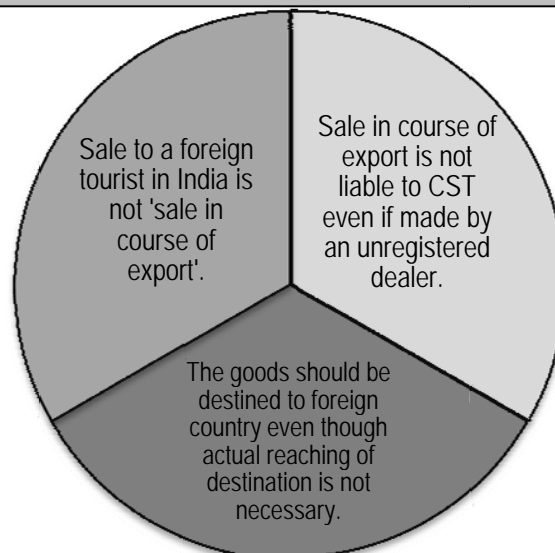 Sale to a foreign
tourist in India is
not 'sale in
course of
export'.
Sale in course of
export is not
liable to CST
even if made by
an unregistered
dealer.
The goods should be
destined to foreign
country even though
actual reaching of
destination is not
necessary.